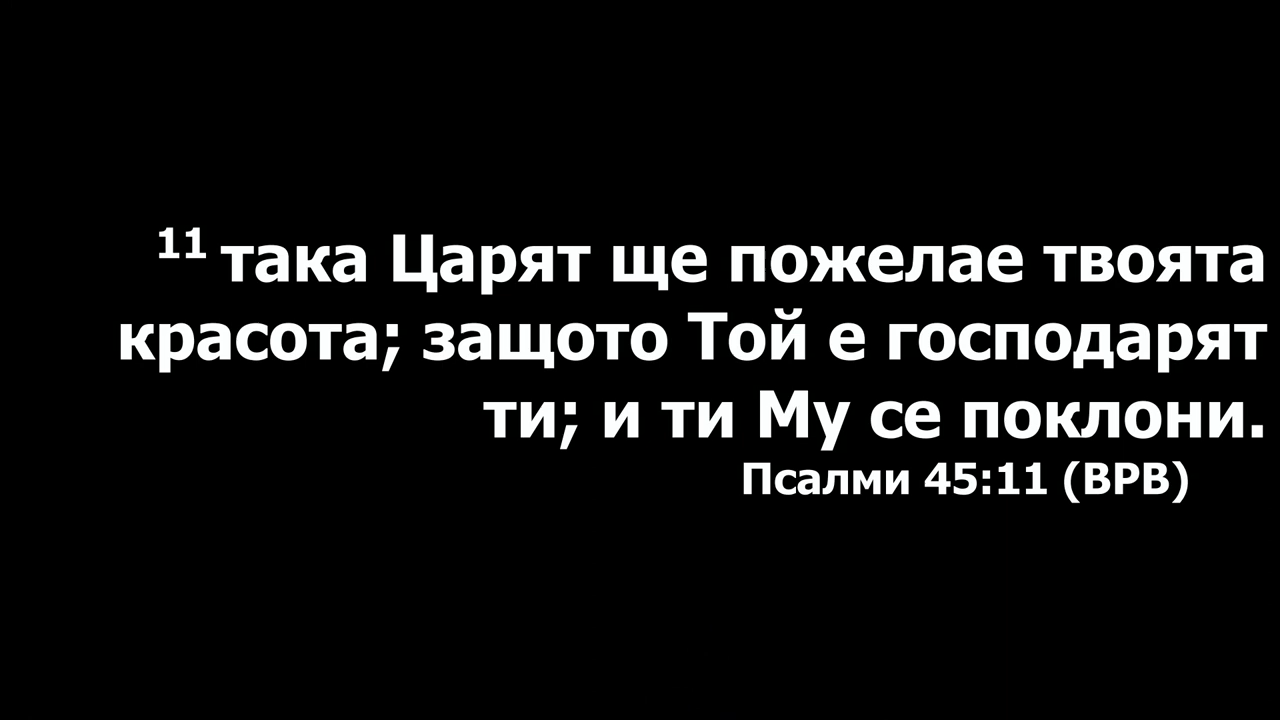 11 така Царят ще пожелае твоята
красота; защото Той е господарят
ти; и ти Му се поклони.
Псалми 45:11 (ВРВ)